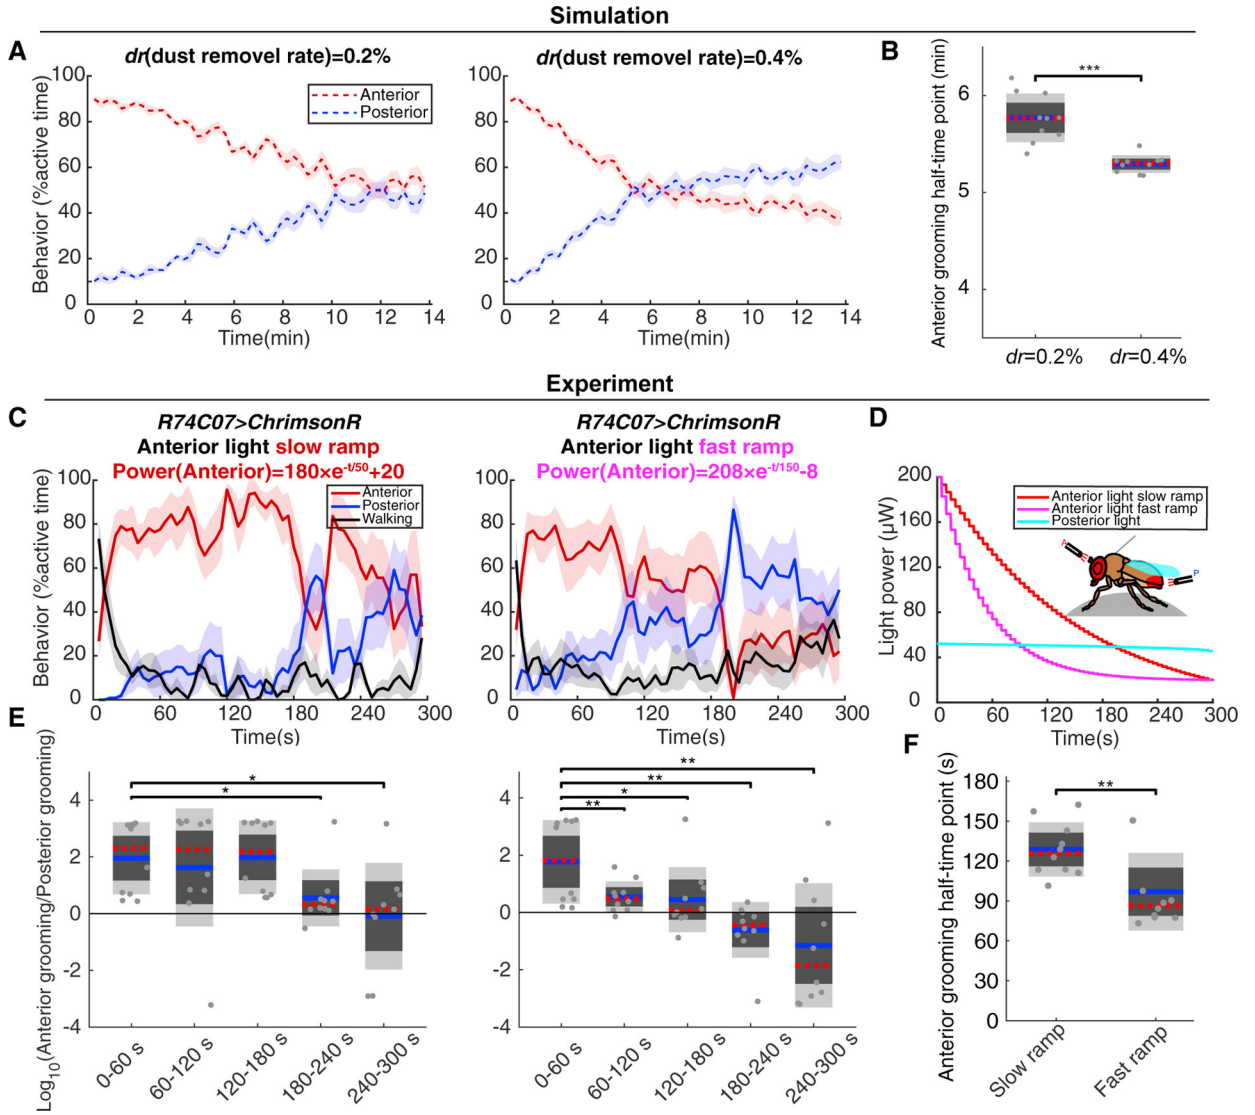 Simulation
A
dr(dust removel rate)=0.2%
Behavior (%active time)
100
80
60
40
20
0
Anterior
Posterior
0 2 4 6 8 10 12 14
Time(min)
dr(dust removel rate)=0.4%
100
80
60
40
20
0
0 2 4 6 8 10 12 14
Time(min)
B
Anterior grooming half-time point (min)
6
5
4
***
dr=0.2% dr=0.4%
Experiment
C
R74C07>ChrimsonR
Anterior light slow ramp
Power(Anterior)=180×e-t/50+20
Behavior (%active time)
100
80
60
40
20
0
Anterior
Posterior
Walking
0 60 120 180 240 300
Time(s)
R74C07>ChrimsonR
Anterior light fast ramp
Power(Anterior)=208×e-t/150-8
100
80
60
40
20
0
0 60 120 180 240 300
Time(s)
D
Light power (µW)
200
160
120
80
40
0
Anterior light slow ramp
Anterior light fast ramp
Posterior light
A
P
0 60 120 180 240 300
Time(s)
E
Log10(Anterior grooming/Posterior grooming)
4
2
0
-2
-4
*
*
0-60 s
60-120 s
120-180 s
180-240 s
240-300 s
4
2
0
-2
-4
**
**
*
**
0-60 s
60-120 s
120-180 s
180-240 s
240-300 s
F
Anterior grooming half-time point (s)
180
150
120
90
60
30
0
**
Slow ramp
Fast ramp